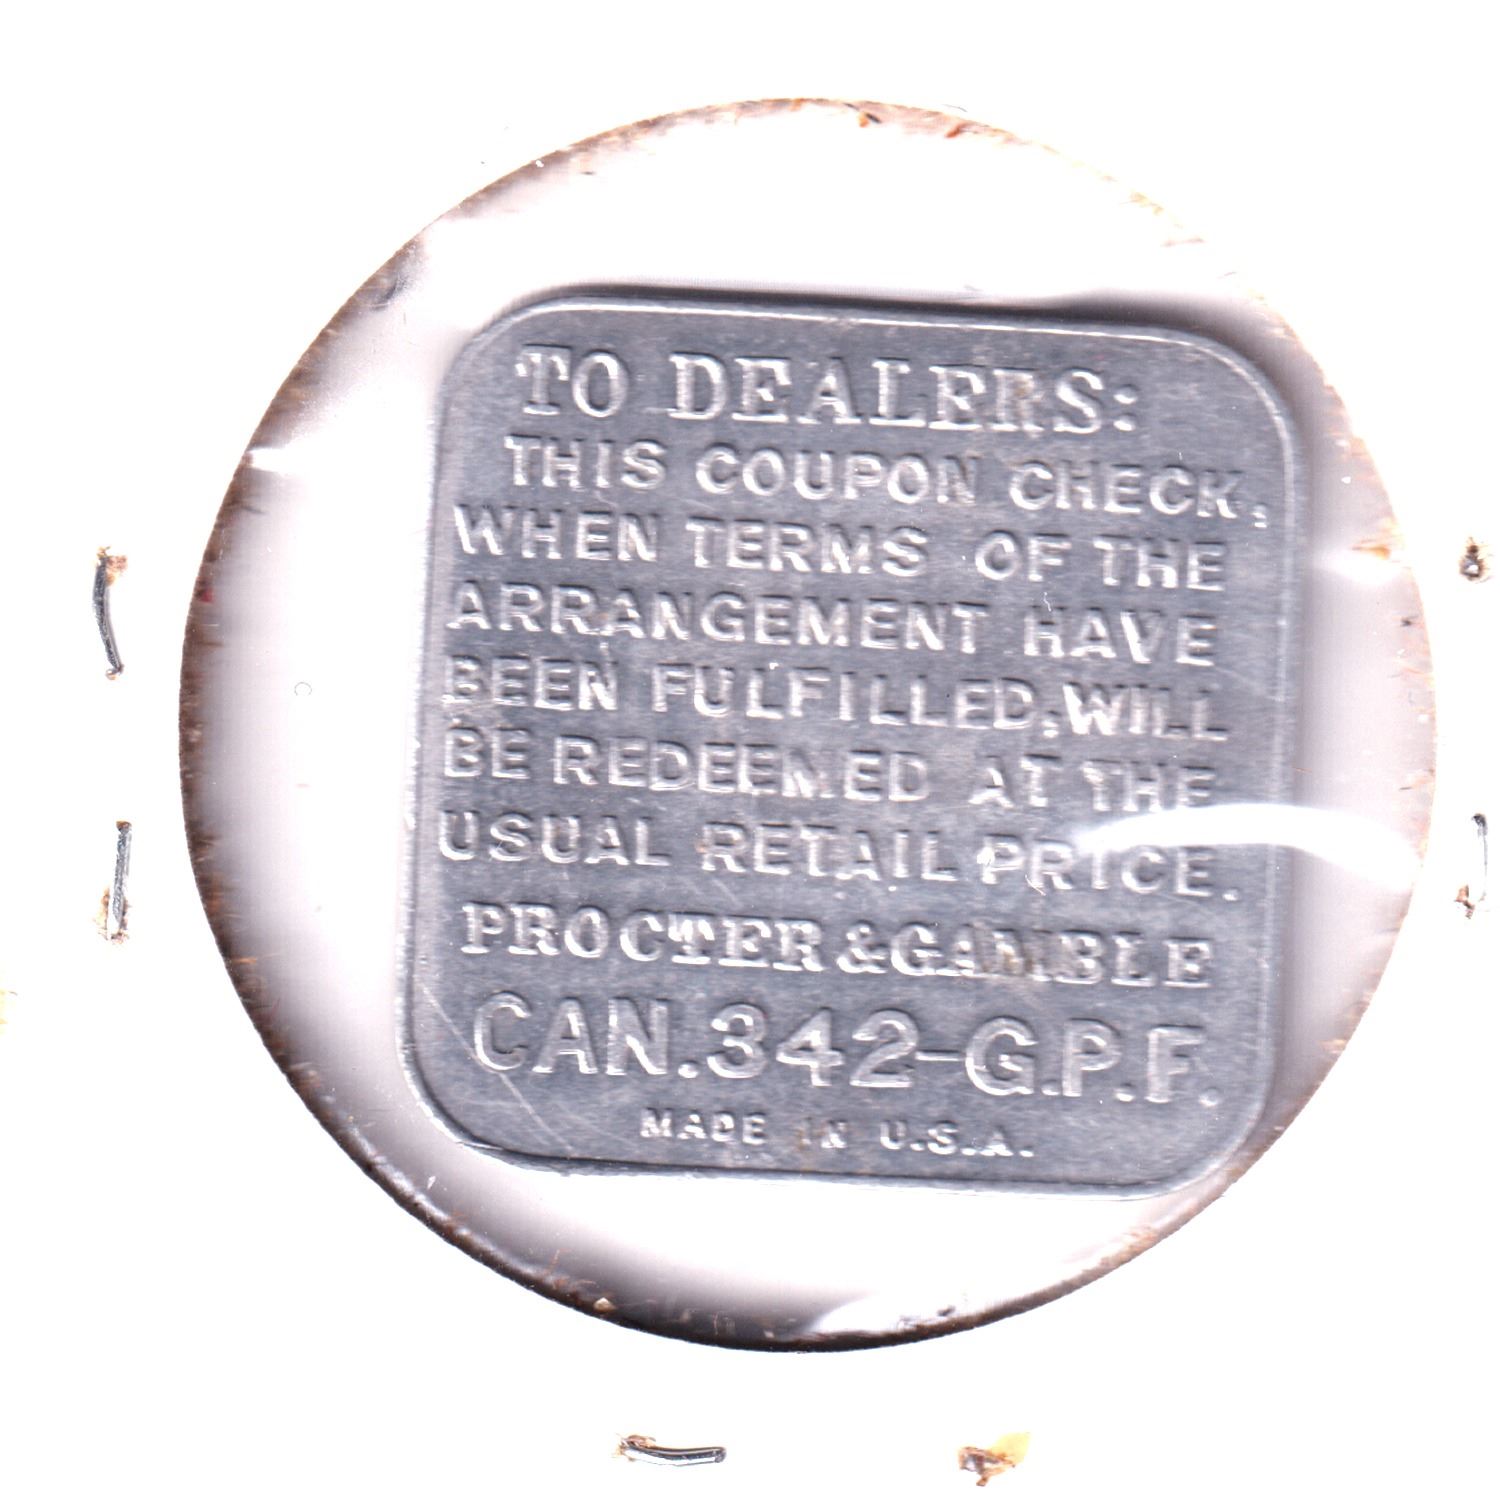 TO DEALERS:
THIS COUPON CHECK,
WHEN TERMS OF THE
ARRANGEMENT HAVE
BEEN FULFILLED, WILL
BE REDEEMED AT THE
USUAL RETAIL PRICE.
PROCTER & GAMBLE
CAN. 342-G.P.F.
MADE IN U.S.A.